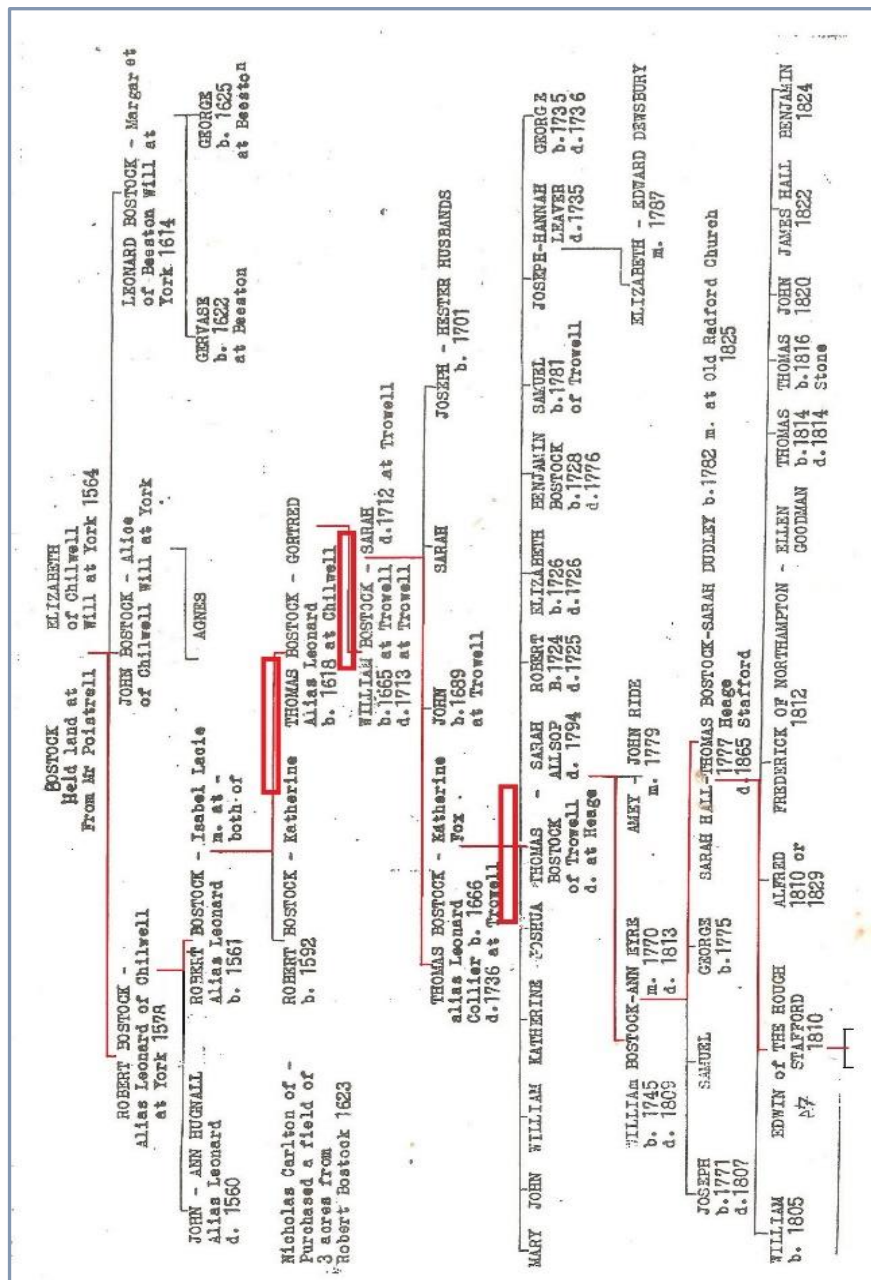 BOSTOCK
Held land at
From Mr Poistrell
ELIZABETH
of Chilwell
Will at York 1564
ROBERT BOSTOCK -
Alias Leonard of Chilwell
at York 1578
JOHN BOSTOCK - Alice
of Chilwell Will at York
LEONARD BOSTOCK - Margaret
of Beeston Will at
York 1614
JOHN - ANN HUGNALL
Alias Leonard
d. 1560
ROBERT BOSTOCK - Isabel Lacie
Alias Leonard m. at -
b. 1561 both of
AGNES
GERVASE
b. 1622
at Beeston
GEORGE
b. 1625
at Beeston
Nicholas Carlton of -
Purchased a field of
3 acres from
Robert Bostock 1623
ROBERT BOSTOCK - Katherine
b. 1592
THOMAS BOSTOCK - GORTRED
Alias Leonard
b. 1618 at Chilwell
WILLIAM BOSTOCK - SARAH
b.1665 at Trowell d.1712 at Trowell
d.1713 at Trowell
THOMAS BOSTOCK - Katherine
alias Leonard Fox
Collier b. 1666
d.1736 at Trowell
JOHN
b.1689
at Trowell
SARAH
JOSEPH - HESTER HUSBANDS
b. 1701
MARY
JOHN
WILLIAM
KATHERINE
JOSHUA
THOMAS - SARAH
BOSTOCK ALLSOP
of Trowell d. 1794
d. at Heage
ROBERT
B.1724
d.1725
ELIZABETH
b.1726
d.1726
BENJAMIN
BOSTOCK
b.1728
d.1776
SAMUEL
b.1781
of Trowell
JOSEPH-HANNAH
LEAVER
d.1735
GEORGE
b.1735
d.1736
WILLIAM BOSTOCK-ANN EYRE
b. 1745 m. 1770
d. 1809 d. 1813
AMEY - JOHN RIDE
m. 1779
ELIZABETH - EDWARD DEWSBURY
m. 1787
JOSEPH
b.1771
d.1807
SAMUEL
GEORGE
b.1775
SARAH HALL-THOMAS BOSTOCK-SARAH DUDLEY b.1782 m. at Old Radford Church
1777 Heage 1825
d.1865 Stafford
WILLIAM
b. 1805
EDWIN of THE HOUGH
STAFFORD
1810
ALFRED
1810 or
1829
FREDERICK OF NORTHAMPTON - ELLEN
1812 GOODMAN
THOMAS
b.1814
d.1814
THOMAS
b.1816
Stone
JOHN
1820
JAMES HALL
1822
BENJAMIN
1824